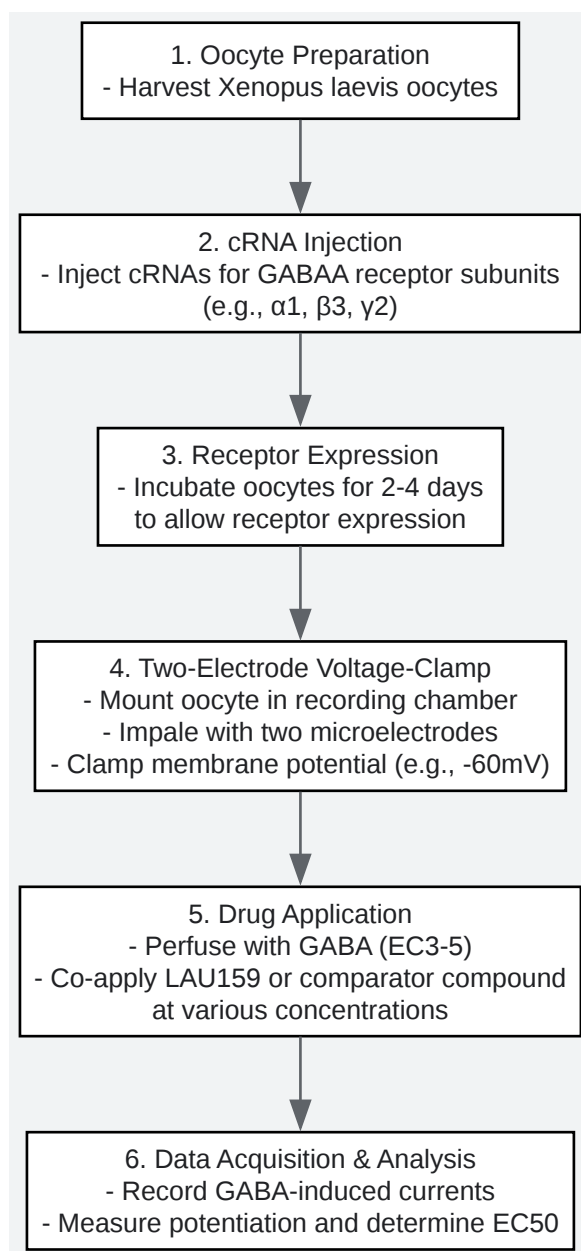 1. Oocyte Preparation
- Harvest Xenopus laevis oocytes
2. cRNA Injection
- Inject cRNAs for GABAA receptor subunits
(e.g., α1, β3, γ2)
3. Receptor Expression
- Incubate oocytes for 2-4 days
to allow receptor expression
4. Two-Electrode Voltage-Clamp
- Mount oocyte in recording chamber
- Impale with two microelectrodes
- Clamp membrane potential (e.g., -60mV)
5. Drug Application
- Perfuse with GABA (EC3-5)
- Co-apply LAU159 or comparator compound
at various concentrations
6. Data Acquisition & Analysis
- Record GABA-induced currents
- Measure potentiation and determine EC50